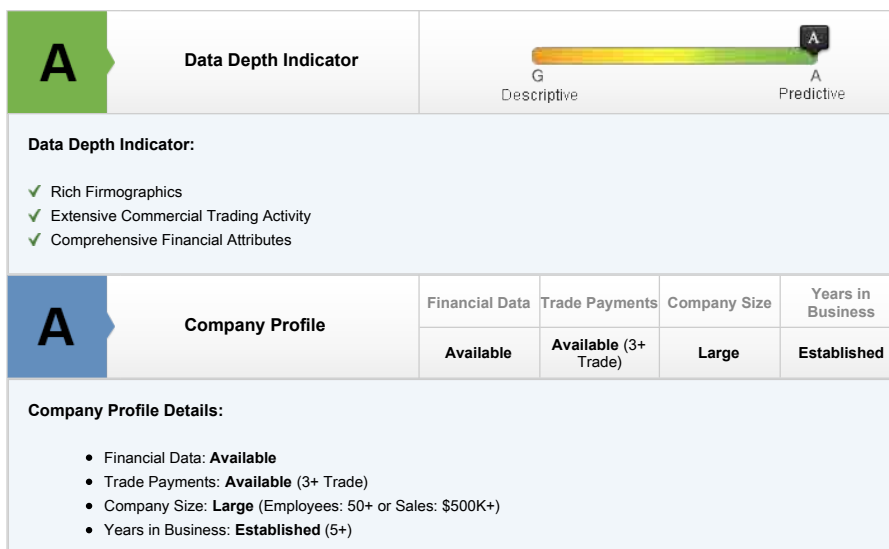 A
Data Depth Indicator
A
G
A
Descriptive
Predictive
Data Depth Indicator:
Rich Firmographics
Extensive Commercial Trading Activity
Comprehensive Financial Attributes
A
Company Profile
Financial Data
Trade Payments
Company Size
Years in
Business
Available
Available (3+
Trade)
Large
Established
Company Profile Details:
Financial Data: Available
Trade Payments: Available (3+ Trade)
Company Size: Large (Employees: 50+ or Sales: $500K+)
Years in Business: Established (5+)